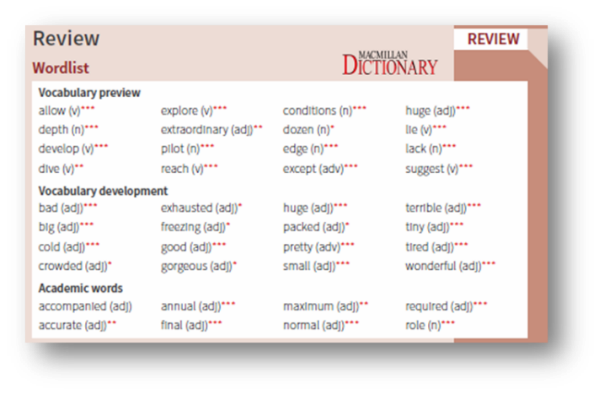 Review
REVIEW
Wordlist
MACMILLAN
DICTIONARY
Vocabulary preview
allow (v)*** explore (v)*** conditions (n)*** huge (adj)***
depth (n)*** extraordinary (adj)** dozen (n)* lie (v)***
develop (v)*** pilot (n)*** edge (n)*** lack (n)***
dive (v)** reach (v)*** except (adv)*** suggest (v)***
Vocabulary development
bad (adj)*** exhausted (adj)* huge (adj)*** terrible (adj)***
big (adj)*** freezing (adj)* packed (adj)* tiny (adj)***
cold (adj)*** good (adj)*** pretty (adv)*** tired (adj)***
crowded (adj)* gorgeous (adj)* small (adj)*** wonderful (adj)***
Academic words
accompanied (adj) annual (adj)*** maximum (adj)** required (adj)***
accurate (adj)** final (adj)*** normal (adj)*** role (n)***